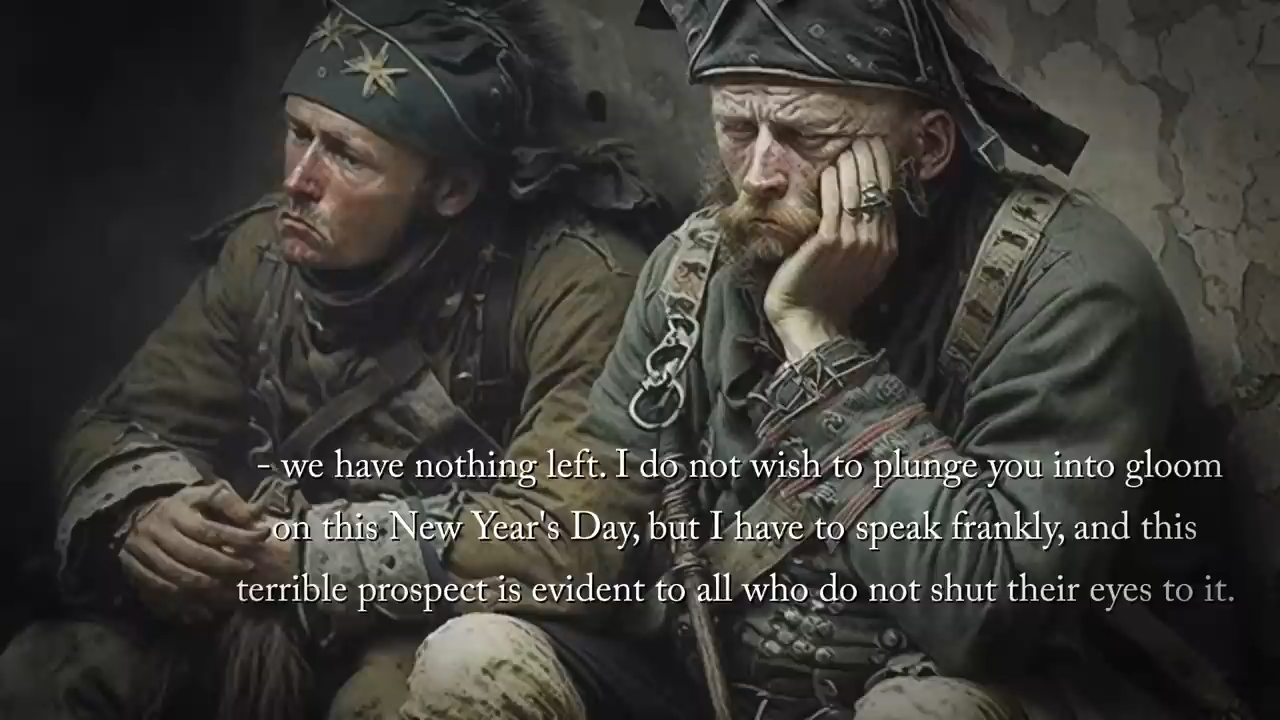 - we have nothing left. I do not wish to plunge you into gloom
on this New Year's Day, but I have to speak frankly, and this
terrible prospect is evident to all who do not shut their eyes to it.